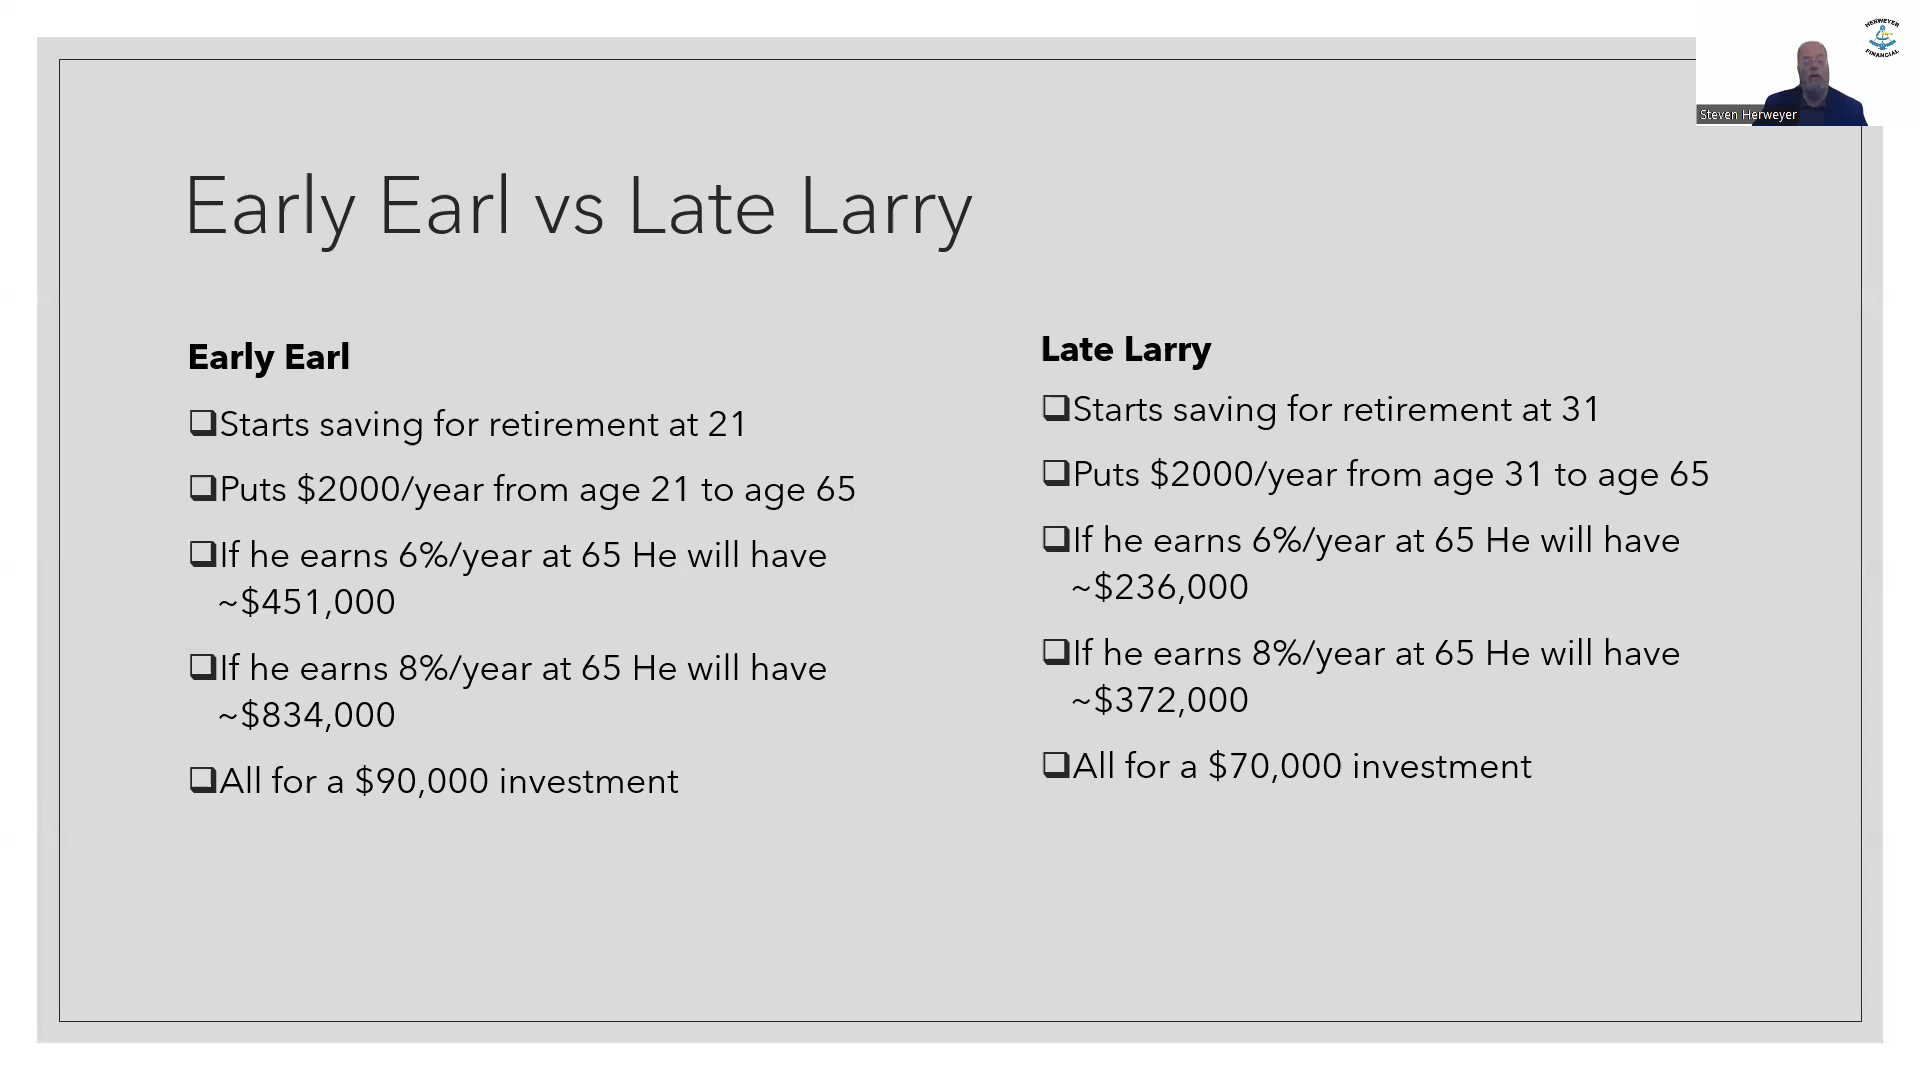 HERWEYER
FINANCIAL
Steven Herweyer
Early Earl vs Late Larry
Early Earl
❑Starts saving for retirement at 21
❑Puts $2000/year from age 21 to age 65
❑If he earns 6%/year at 65 He will have
~$451,000
❑If he earns 8%/year at 65 He will have
~$834,000
❑All for a $90,000 investment
Late Larry
❑Starts saving for retirement at 31
❑Puts $2000/year from age 31 to age 65
❑If he earns 6%/year at 65 He will have
~$236,000
❑If he earns 8%/year at 65 He will have
~$372,000
❑All for a $70,000 investment